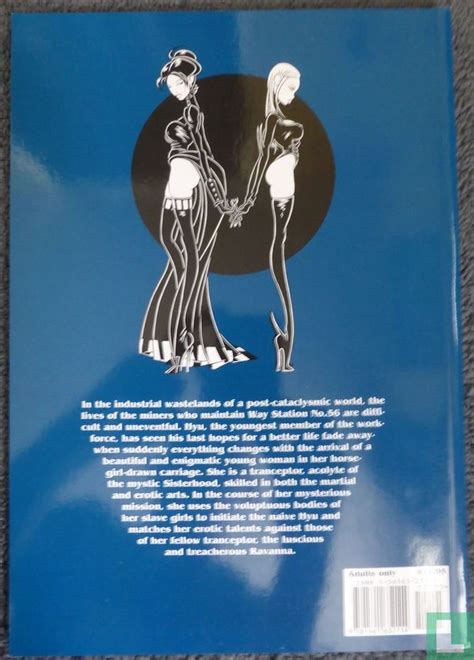 In the industrial wastelands of a post-cataclysmic world, the
lives of the miners who maintain Way Station No.56 are diffi-
cult and uneventful. Hyu, the youngest member of the work-
force, has seen his last hopes for a better life fade away-
when suddenly everything changes with the arrival of a
beautiful and enigmatic young woman in her horse-
girl-drawn carriage. She is a tranceptor, acolyte of
the mystic Sisterhood, skilled in both the martial
and erotic arts. In the course of her mysterious
mission, she uses the voluptuous bodies of
her slave girls to initiate the naive Hyu and
matches her erotic talents against those
of her fellow tranceptor, the luscious
and treacherous Ravanna.
Adults only
ISBN